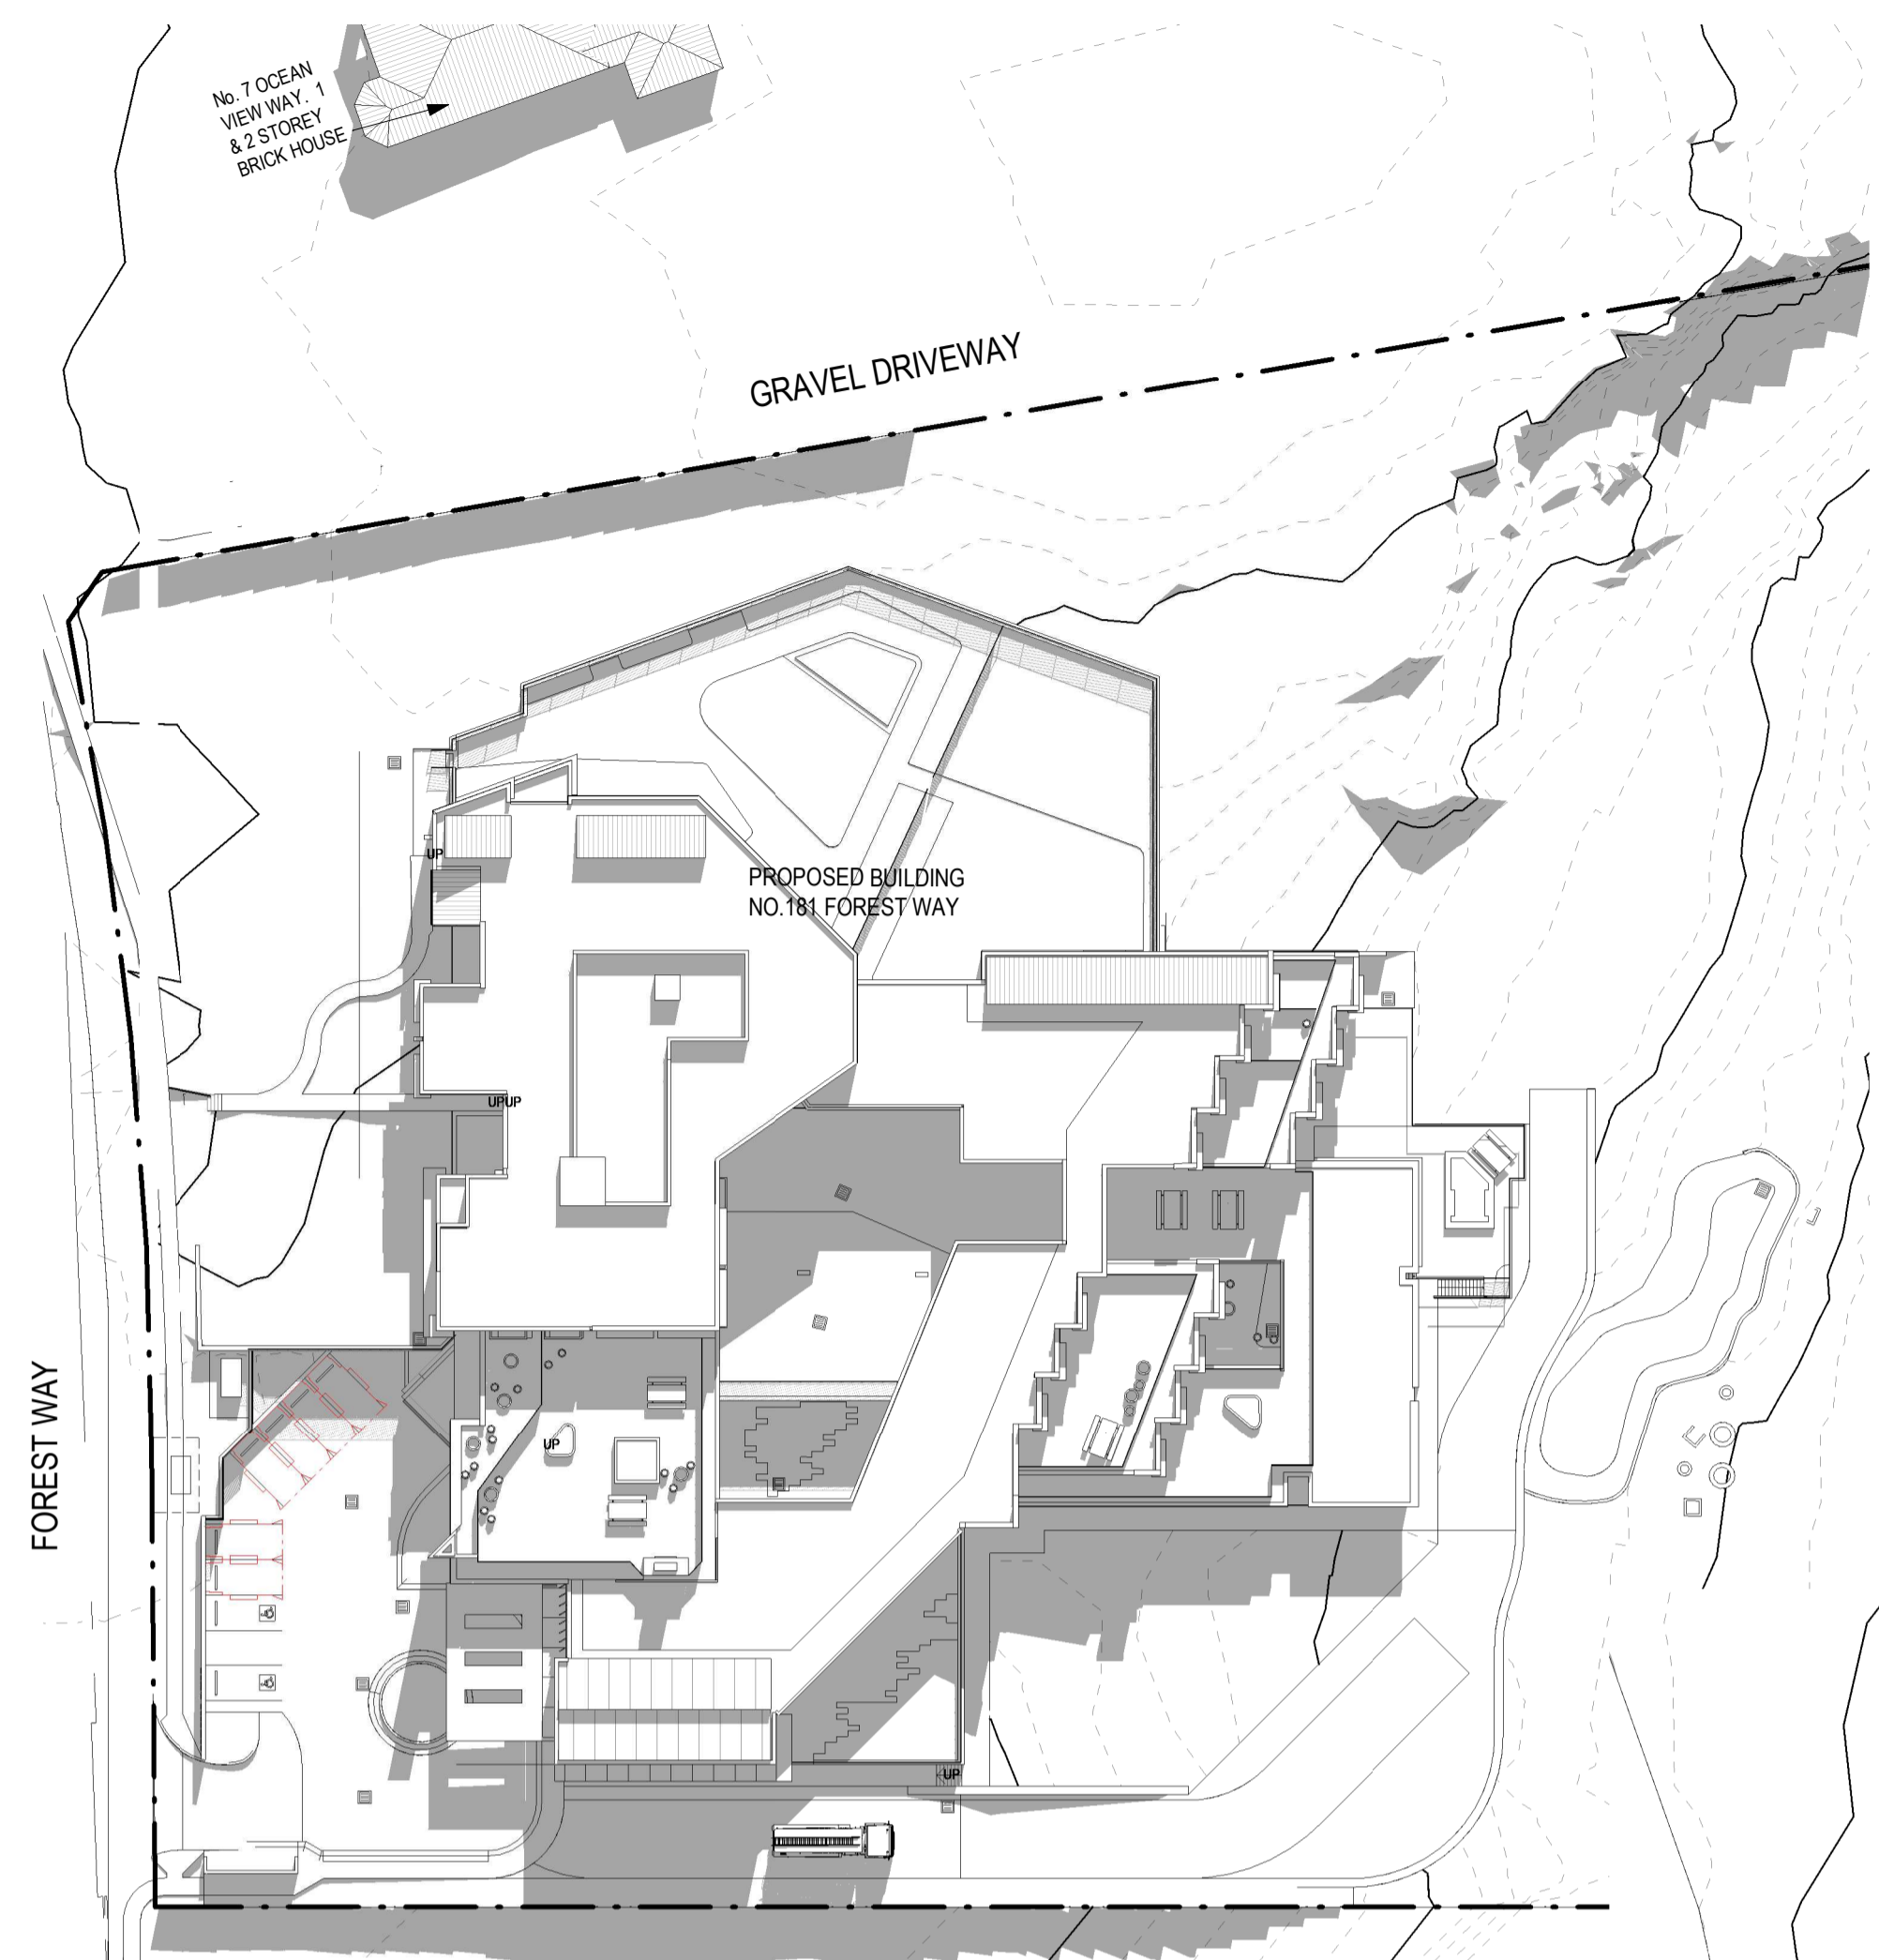 No. 7 OCEAN
VIEW WAY. 1
& 2 STOREY
BRICK HOUSE
GRAVEL DRIVEWAY
UP
PROPOSED BUILDING
NO.181 FOREST WAY
UPUP
FOREST WAY
UP
UP